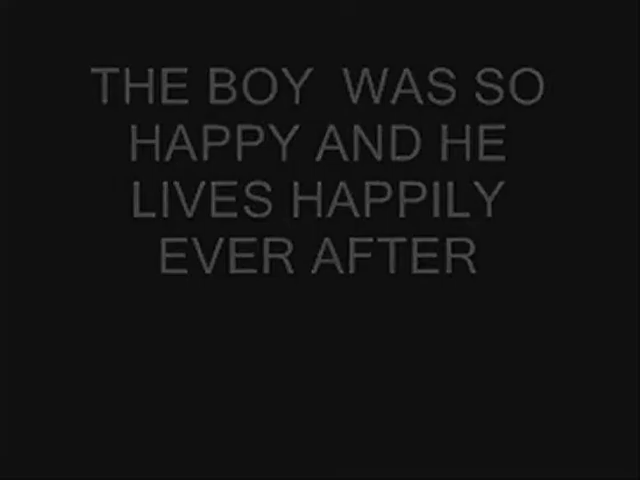 THE BOY  WAS SO
HAPPY AND HE
LIVES HAPPILY
EVER AFTER